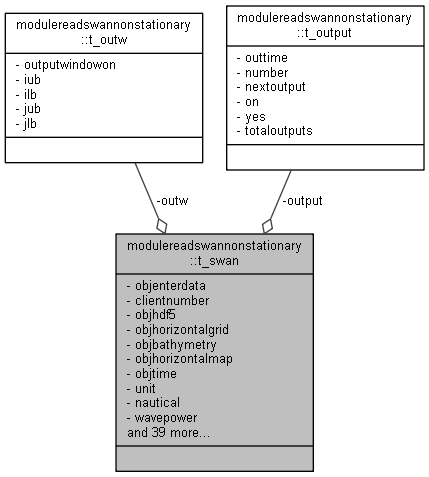 modulereadswannonstationary
::t_outw
- outputwindowon
- iub
- ilb
- jub
- jlb
modulereadswannonstationary
::t_output
- outtime
- number
- nextoutput
- on
- yes
- totaloutputs
-outw
-output
modulereadswannonstationary
::t_swan
- objenterdata
- clientnumber
- objhdf5
- objhorizontalgrid
- objbathymetry
- objhorizontalmap
- objtime
- unit
- nautical
- wavepower
and 39 more...